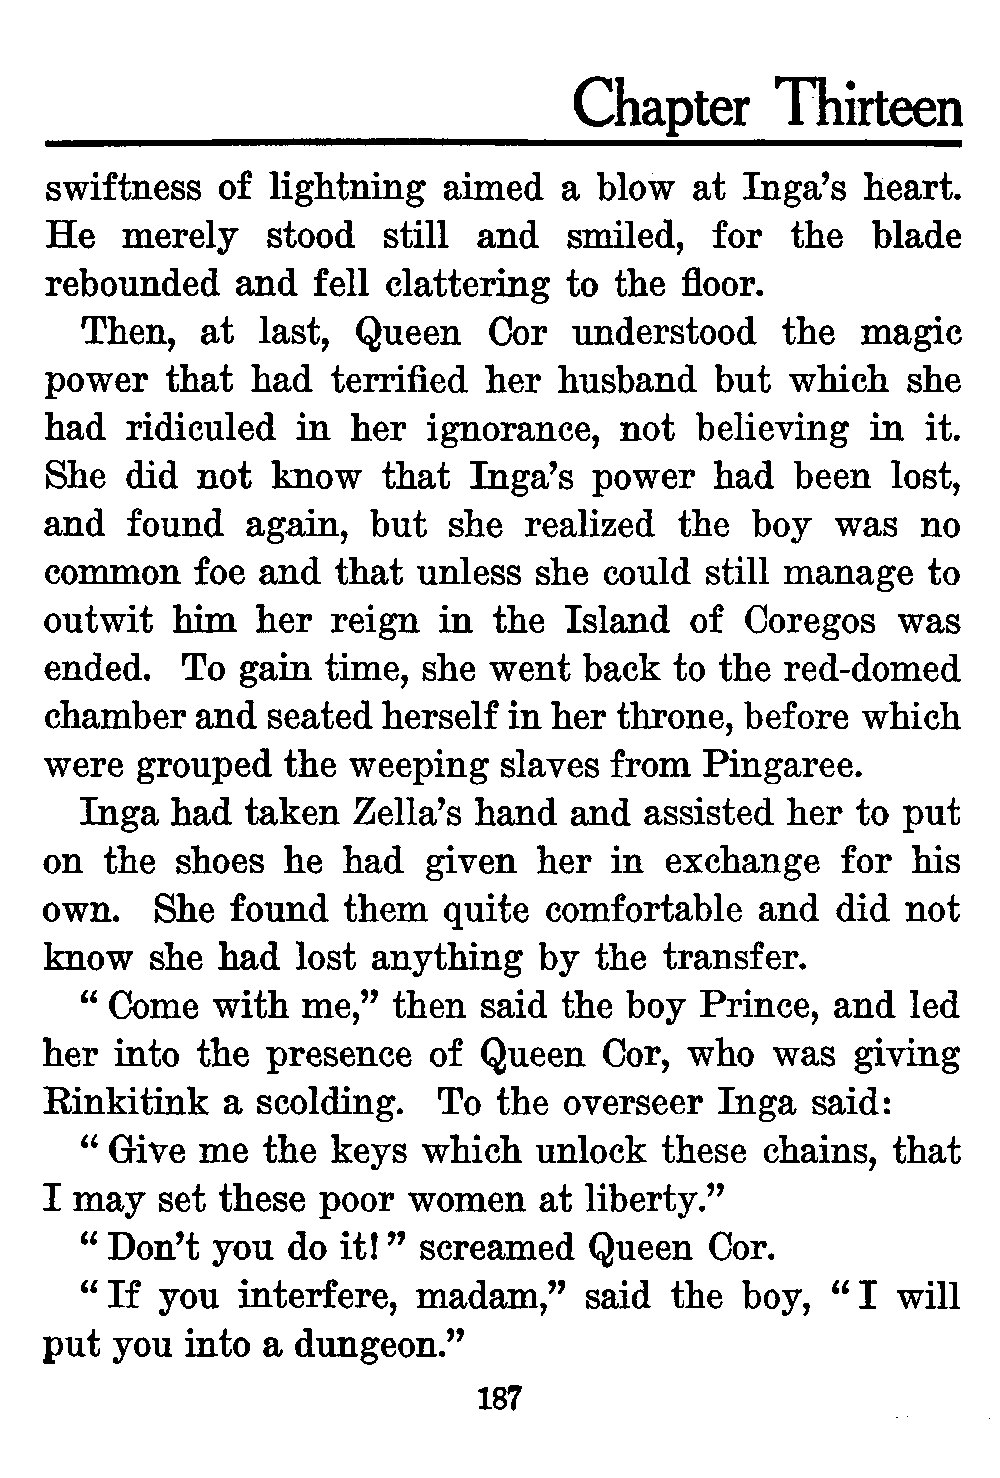 Chapter Thirteen
swiftness of lightning aimed a blow at Inga's heart.
He merely stood still and smiled, for the blade
rebounded and fell clattering to the floor.
Then, at last, Queen Cor understood the magic
power that had terrified her husband but which she
had ridiculed in her ignorance, not believing in it.
She did not know that Inga's power had been lost,
and found again, but she realized the boy was no
common foe and that unless she could still manage to
outwit him her reign in the Island of Coregos was
ended. To gain time, she went back to the red-domed
chamber and seated herself in her throne, before which
were grouped the weeping slaves from Pingaree.
Inga had taken Zella's hand and assisted her to put
on the shoes he had given her in exchange for his
own. She found them quite comfortable and did not
know she had lost anything by the transfer.
“Come with me,” then said the boy Prince, and led
her into the presence of Queen Cor, who was giving
Rinkitink a scolding. To the overseer Inga said:
“Give me the keys which unlock these chains, that
I may set these poor women at liberty.”
“Don't you do it!” screamed Queen Cor.
“If you interfere, madam,” said the boy, “I will
put you into a dungeon.”
187